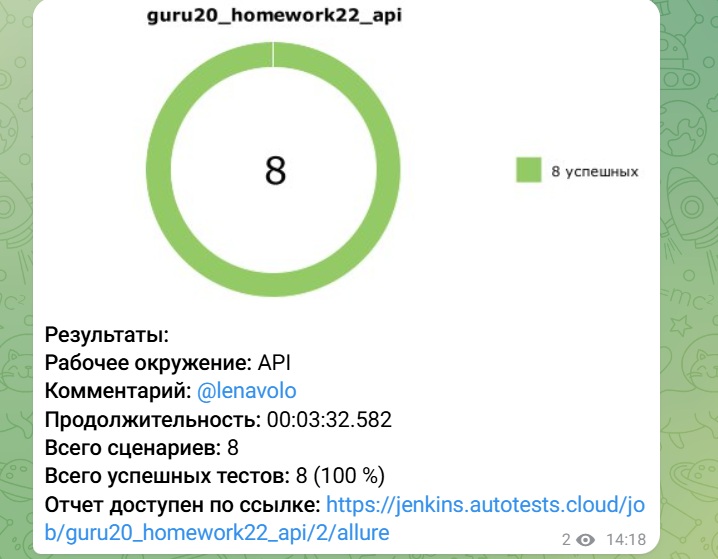 guru20_homework22_api
8
8 успешных
Результаты:
Рабочее окружение: API
Комментарий: @lenavolo
Продолжительность: 00:03:32.582
Всего сценариев: 8
Всего успешных тестов: 8 (100 %)
Отчет доступен по ссылке: https://jenkins.autotests.cloud/jo
b/guru20_homework22_api/2/allure
2 14:18